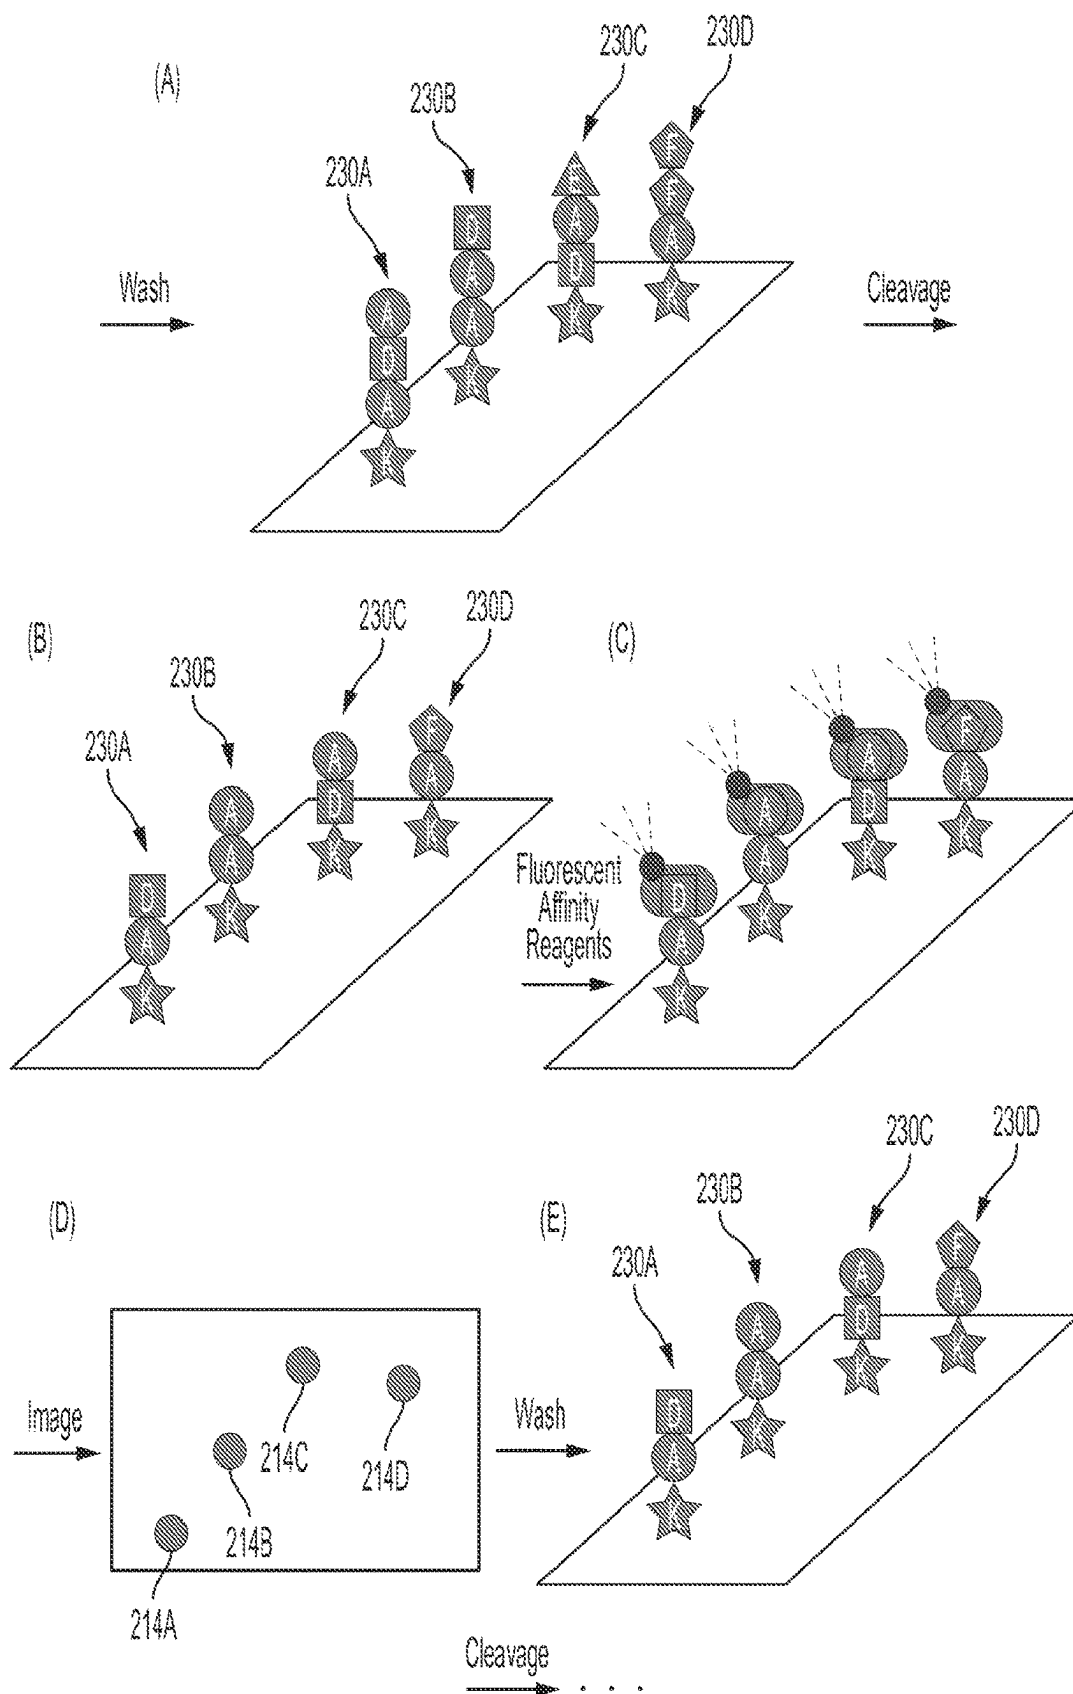 (A)
230A
230B
230C
230D
Wash
A
D
A
K
D
A
A
K
E
A
D
K
F
F
A
K
Cleavage
(B)
230A
230B
230C
230D
D
A
K
A
A
K
A
D
K
F
A
K
Fluorescent
Affinity
Reagents
(C)
D
A
K
A
A
K
A
D
K
F
A
K
Image
(D)
214A
214B
214C
214D
Wash
(E)
230A
230B
230C
230D
D
A
K
A
A
K
A
D
K
F
A
K
Cleavage
. . .